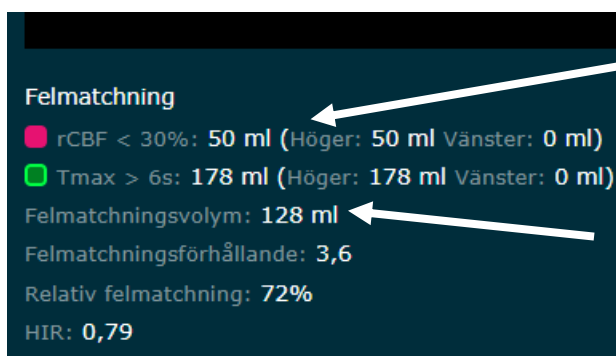 Felmatchning
rCBF < 30%: 50 ml (Höger: 50 ml Vänster: 0 ml)
Tmax > 6s: 178 ml (Höger: 178 ml Vänster: 0 ml)
Felmatchningsvolym: 128 ml
Felmatchningsförhållande: 3,6
Relativ felmatchning: 72%
HIR: 0,79